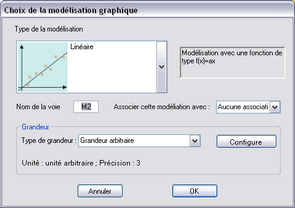 Choix de la modélisation graphique
Type de la modélisation
Linéaire
Modélisation avec une fonction de
type f(x)=ax
Nom de la voie
M2
Associer cette modéliation avec :
Aucune associati
Grandeur
Type de grandeur :
Grandeur arbitraire
Configure
Unité : unité arbitraire ; Précision : 3
Annuler
OK